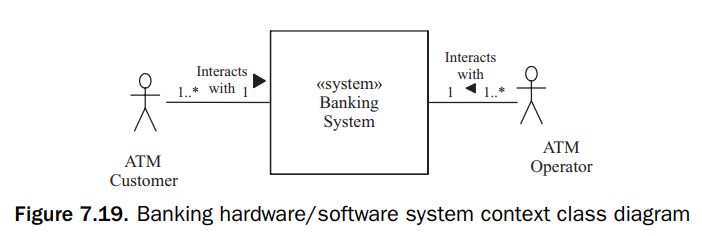 Interacts
1..* with 1
ATM
Customer
«system»
Banking
System
Interacts
with
1 1..*
ATM
Operator
Figure 7.19. Banking hardware/software system context class diagram